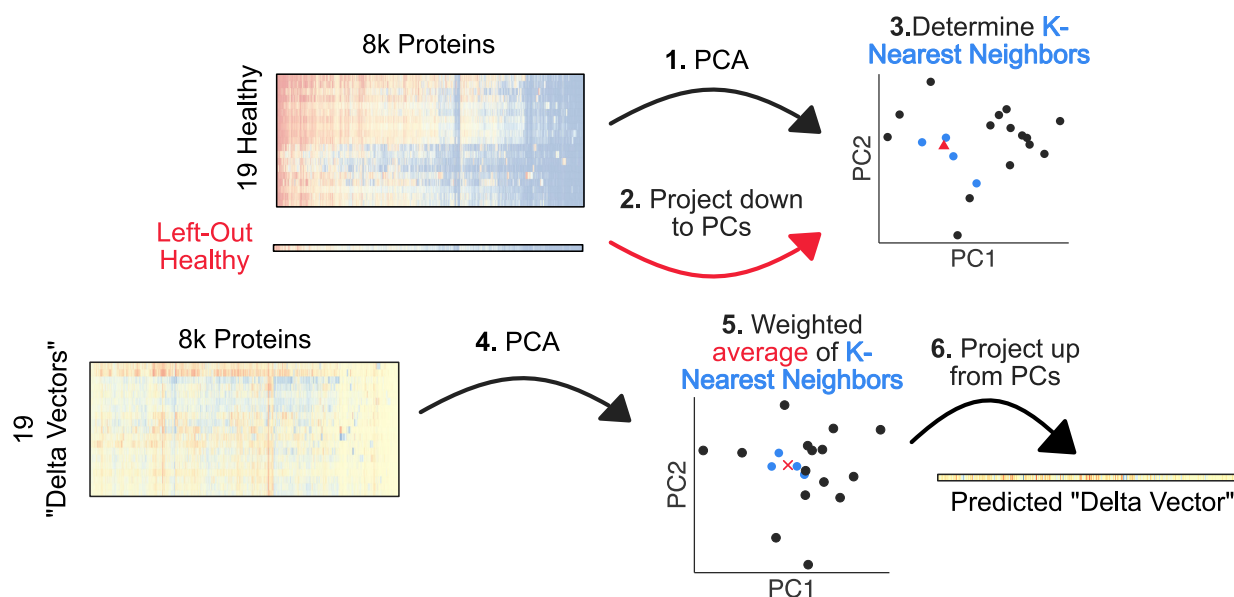 8k Proteins
19 Healthy
Left-Out
Healthy
1. PCA
2. Project down
to PCs
3.Determine K-
Nearest Neighbors
PC2
PC1
8k Proteins
19
"Delta Vectors"
4. PCA
5. Weighted
average of K-
Nearest Neighbors
PC2
PC1
6. Project up
from PCs
Predicted "Delta Vector"